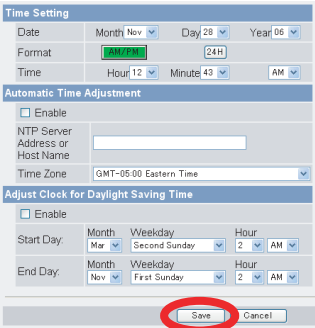 Time Setting
Date Month Nov Day 28 Year 06
Format AM/PM 24H
Time Hour 12 Minute 43 AM
Automatic Time Adjustment
Enable
NTP Server
Address or
Host Name
Time Zone GMT-05:00 Eastern Time
Adjust Clock for Daylight Saving Time
Enable
Month Weekday Hour
Start Day: Mar Second Sunday 2 AM
Month Weekday Hour
End Day: Nov First Sunday 2 AM
Save Cancel